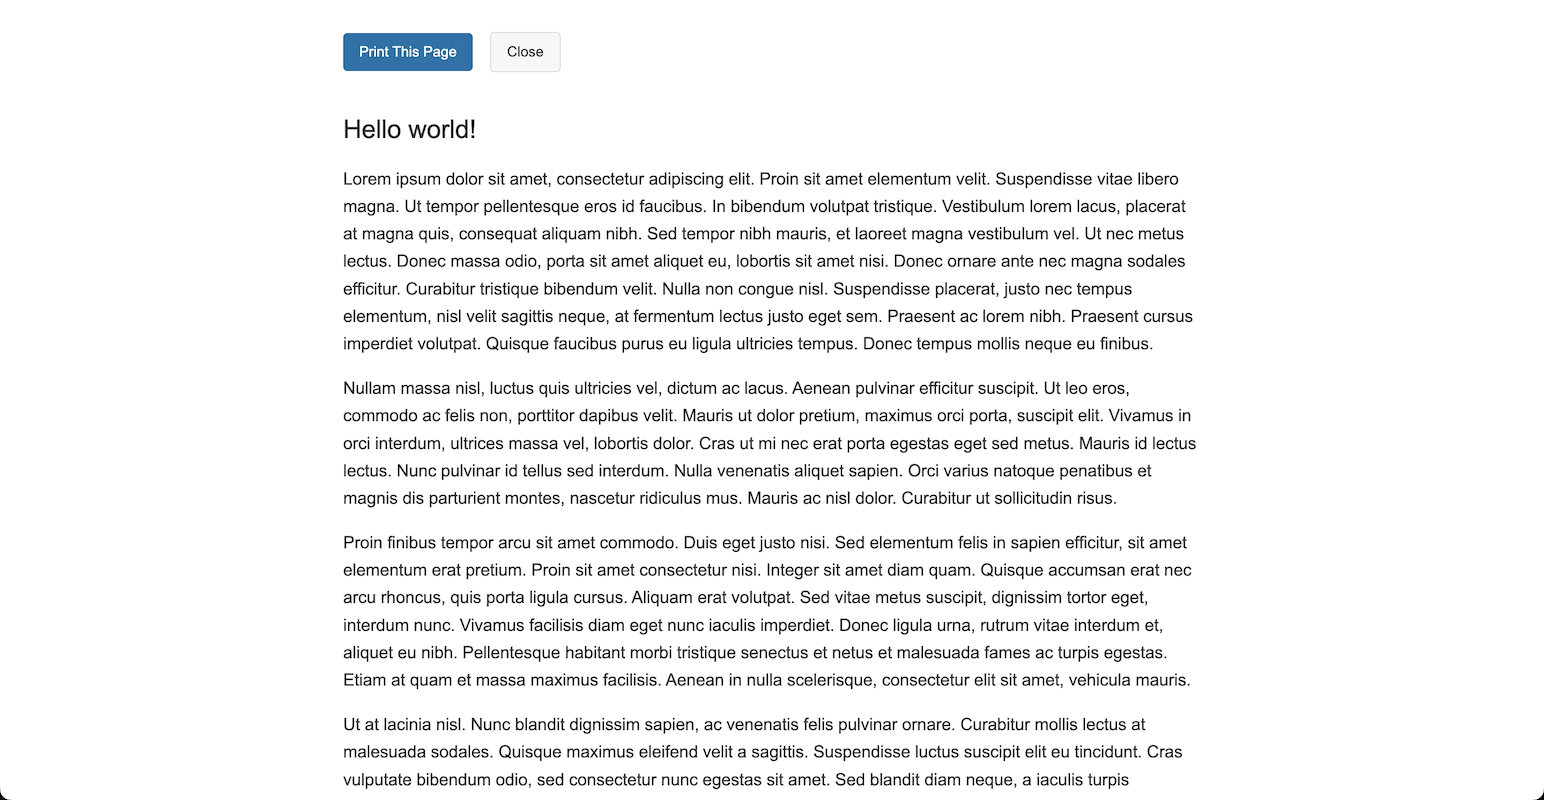 Print This Page
Close
Hello world!
Lorem ipsum dolor sit amet, consectetur adipiscing elit. Proin sit amet elementum velit. Suspendisse vitae libero
magna. Ut tempor pellentesque eros id faucibus. In bibendum volutpat tristique. Vestibulum lorem lacus, placerat
at magna quis, consequat aliquam nibh. Sed tempor nibh mauris, et laoreet magna vestibulum vel. Ut nec metus
lectus. Donec massa odio, porta sit amet aliquet eu, lobortis sit amet nisi. Donec ornare ante nec magna sodales
efficitur. Curabitur tristique bibendum velit. Nulla non congue nisl. Suspendisse placerat, justo nec tempus
elementum, nisl velit sagittis neque, at fermentum lectus justo eget sem. Praesent ac lorem nibh. Praesent cursus
imperdiet volutpat. Quisque faucibus purus eu ligula ultricies tempus. Donec tempus mollis neque eu finibus.
Nullam massa nisl, luctus quis ultricies vel, dictum ac lacus. Aenean pulvinar efficitur suscipit. Ut leo eros,
commodo ac felis non, porttitor dapibus velit. Mauris ut dolor pretium, maximus orci porta, suscipit elit. Vivamus in
orci interdum, ultrices massa vel, lobortis dolor. Cras ut mi nec erat porta egestas eget sed metus. Mauris id lectus
lectus. Nunc pulvinar id tellus sed interdum. Nulla venenatis aliquet sapien. Orci varius natoque penatibus et
magnis dis parturient montes, nascetur ridiculus mus. Mauris ac nisl dolor. Curabitur ut sollicitudin risus.
Proin finibus tempor arcu sit amet commodo. Duis eget justo nisi. Sed elementum felis in sapien efficitur, sit amet
elementum erat pretium. Proin sit amet consectetur nisi. Integer sit amet diam quam. Quisque accumsan erat nec
arcu rhoncus, quis porta ligula cursus. Aliquam erat volutpat. Sed vitae metus suscipit, dignissim tortor eget,
interdum nunc. Vivamus facilisis diam eget nunc iaculis imperdiet. Donec ligula urna, rutrum vitae interdum et,
aliquet eu nibh. Pellentesque habitant morbi tristique senectus et netus et malesuada fames ac turpis egestas.
Etiam at quam et massa maximus facilisis. Aenean in nulla scelerisque, consectetur elit sit amet, vehicula mauris.
Ut at lacinia nisl. Nunc blandit dignissim sapien, ac venenatis felis pulvinar ornare. Curabitur mollis lectus at
malesuada sodales. Quisque maximus eleifend velit a sagittis. Suspendisse luctus suscipit elit eu tincidunt. Cras
vulputate bibendum odio, sed consectetur nunc egestas sit amet. Sed blandit diam neque, a iaculis turpis